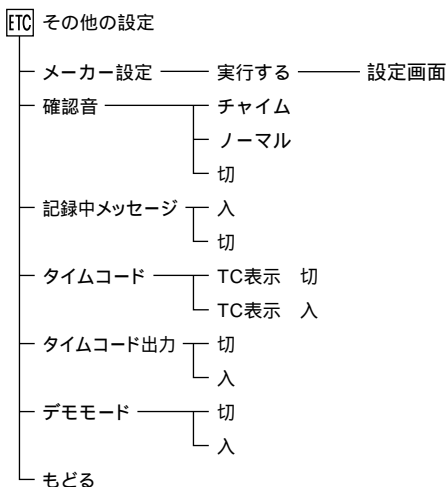 ETC その他の設定
メーカー設定 実行する 設定画面
確認音 チャイム
ノーマル
切
記録中メッセージ 入
切
タイムコード TC表示 切
TC表示 入
タイムコード出力 切
入
デモモード 切
入
もどる